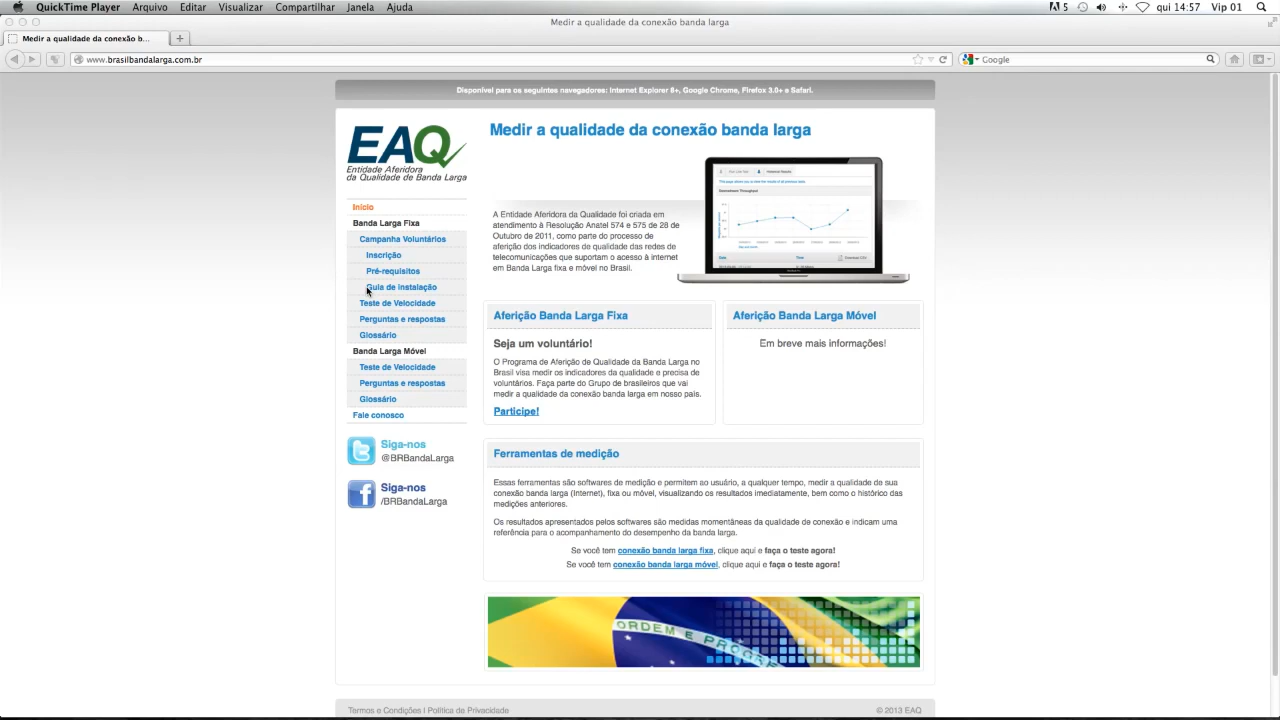 QuickTime Player Arquivo Editar Visualizar Compartilhar Janela Ajuda
5 qui 14:57 Vip 01
Medir a qualidade da conexão banda larga
Medir a qualidade da conexão b...
www.brasilbandalarga.com.br
Google
Disponível para os seguintes navegadores: Internet Explorer 8+, Google Chrome, Firefox 3.0+ e Safari.
EAQ
Entidade Aferidora
da Qualidade de Banda Larga
Início
Banda Larga Fixa
Campanha Voluntários
Inscrição
Pré-requisitos
Guia de instalação
Teste de Velocidade
Perguntas e respostas
Glossário
Banda Larga Móvel
Teste de Velocidade
Perguntas e respostas
Glossário
Fale conosco
Siga-nos
@BRBandaLarga
Siga-nos
/BRBandaLarga
Medir a qualidade da conexão banda larga
A Entidade Aferidora da Qualidade foi criada em
atendimento à Resolução Anatel 574 e 575 de 28 de
Outubro de 2011, como parte do processo de
aferição dos indicadores de qualidade das redes de
telecomunicações que suportam o acesso à internet
em Banda Larga fixa e móvel no Brasil.
Aferição Banda Larga Fixa
Seja um voluntário!
O Programa de Aferição de Qualidade da Banda Larga no
Brasil visa medir os indicadores da qualidade e precisa de
voluntários. Faça parte do Grupo de brasileiros que vai
medir a qualidade da conexão banda larga em nosso país.
Participe!
Aferição Banda Larga Móvel
Em breve mais informações!
Ferramentas de medição
Essas ferramentas são softwares de medição e permitem ao usuário, a qualquer tempo, medir a qualidade de sua
conexão banda larga (Internet), fixa ou móvel, visualizando os resultados imediatamente, bem como o histórico das
medições anteriores.
Os resultados apresentados pelos softwares são medidas momentâneas da qualidade de conexão e indicam uma
referência para o acompanhamento do desempenho da banda larga.
Se você tem conexão banda larga fixa, clique aqui e faça o teste agora!
Se você tem conexão banda larga móvel, clique aqui e faça o teste agora!
ORDEM E PROGRE
Termos e Condições | Política de Privacidade
© 2013 EAQ